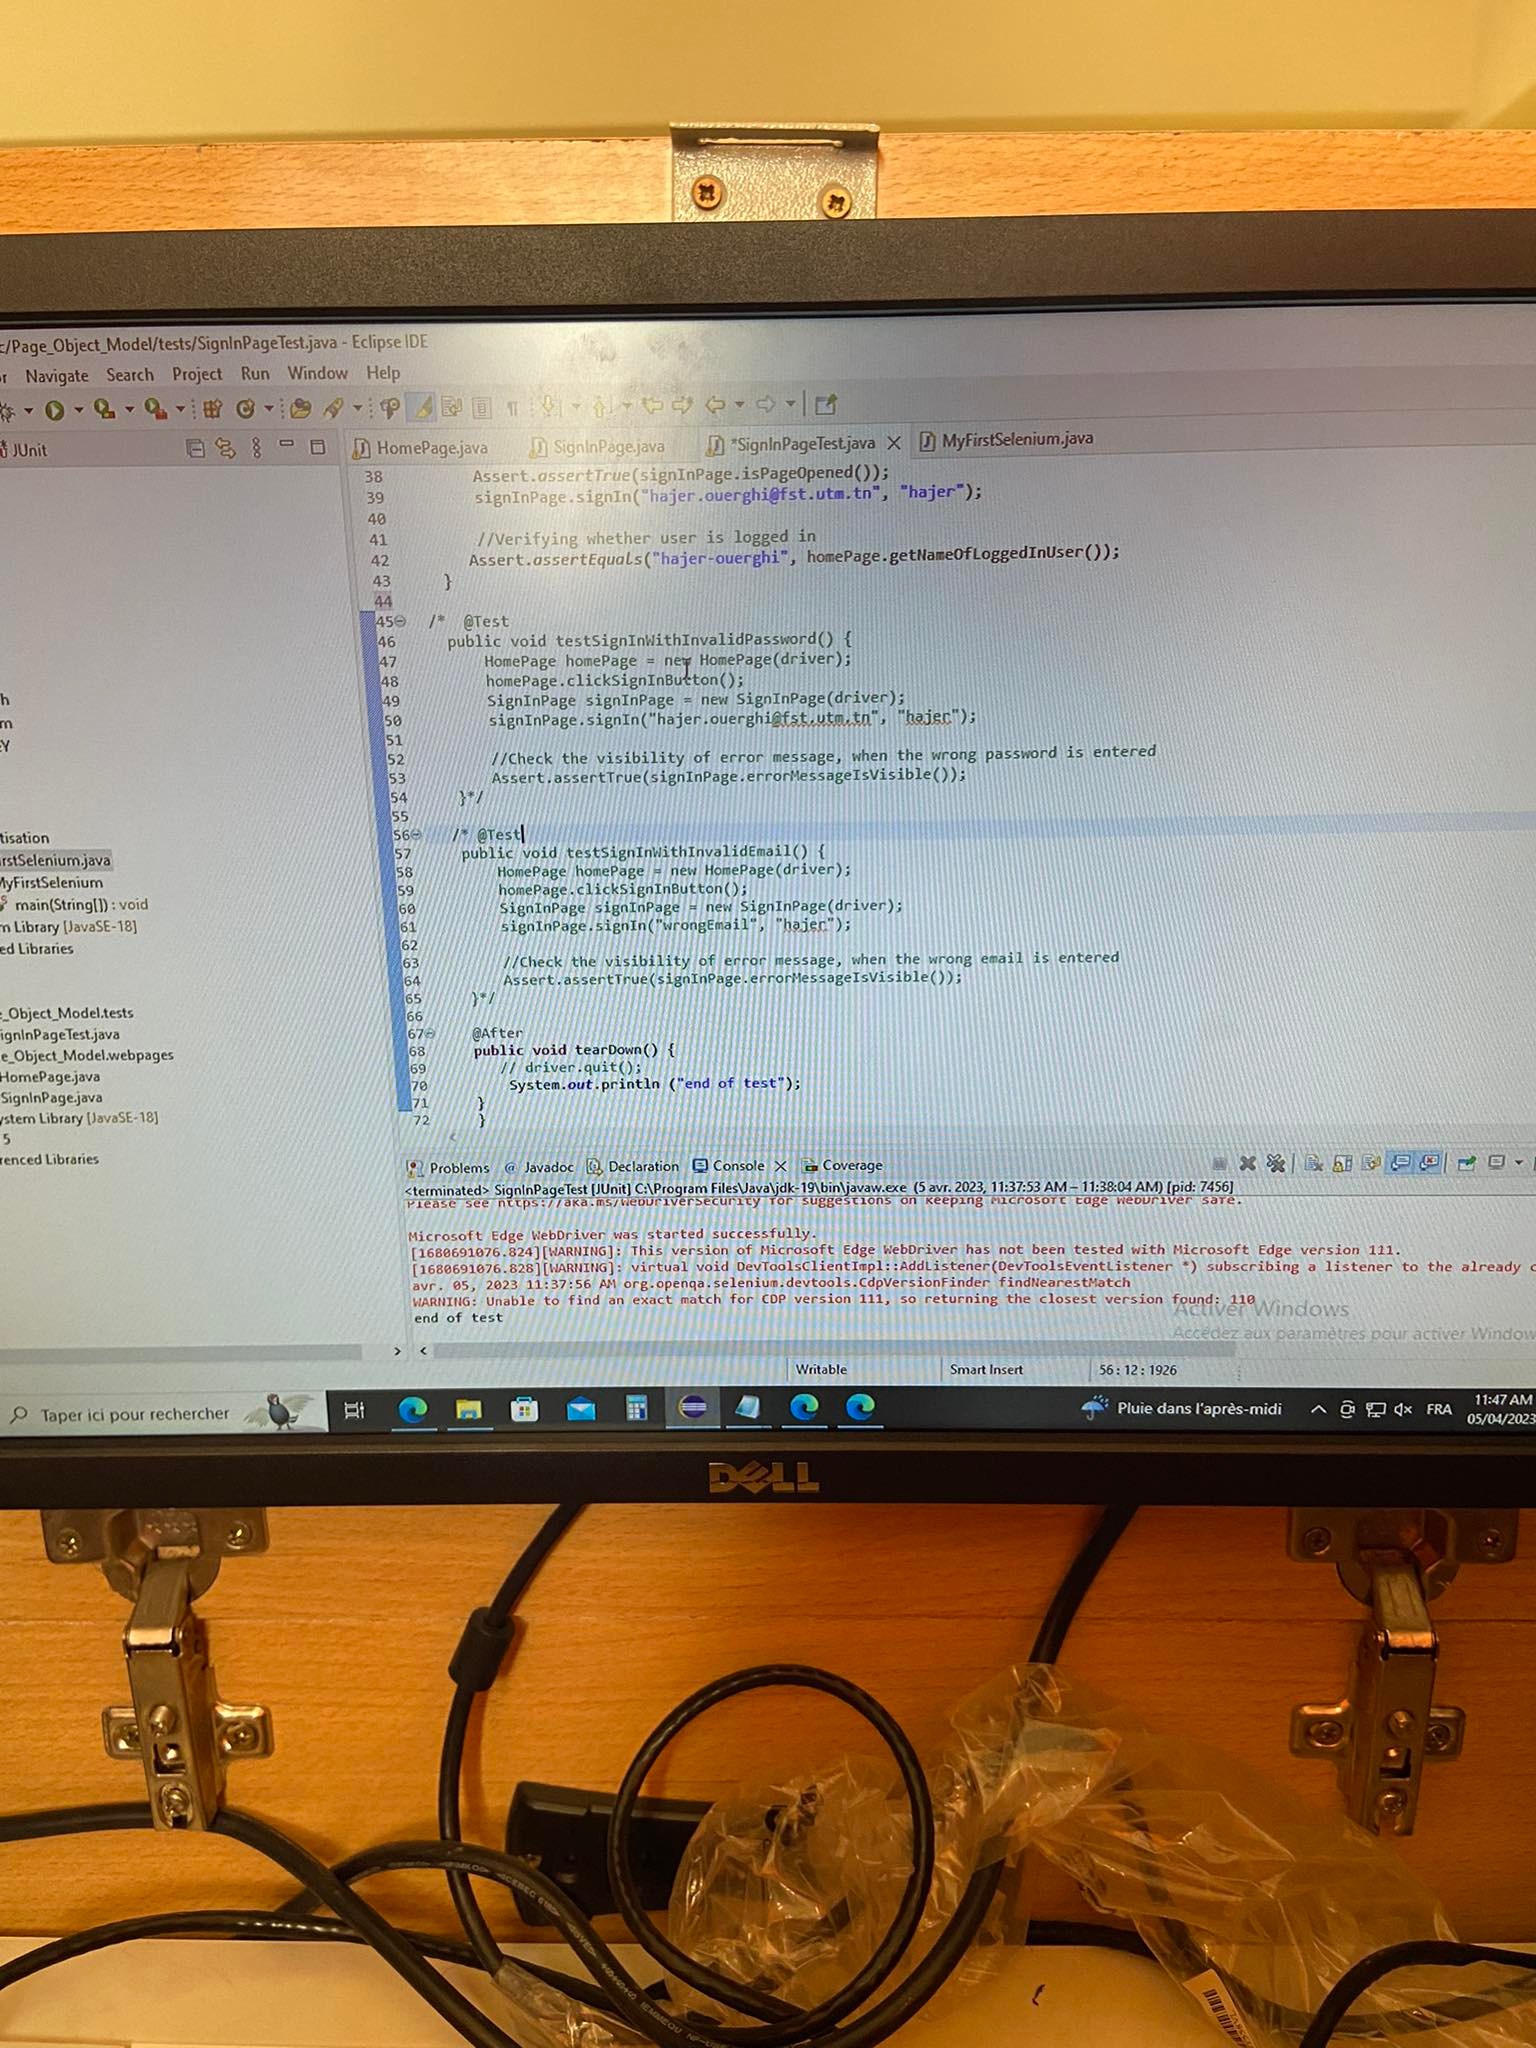 c/Page_Object_Model/tests/SignInPageTest.java - Eclipse IDE
Navigate Search Project Run Window Help
JUnit
HomePage.java
SignInPage.java
*SignInPageTest.java
MyFirstSelenium.java
38 Assert.assertTrue(signInPage.isPageOpened());
39 signInPage.signIn("hajer.ouerghi@fst.utm.tn", "hajer");
40
41 //Verifying whether user is logged in
42 Assert.assertEquals("hajer-ouerghi", homePage.getNameOfLoggedInUser());
43 }
44
45 /* @Test
46 public void testSignInWithInvalidPassword() {
47 HomePage homePage = new HomePage(driver);
48 homePage.clickSignInButton();
49 SignInPage signInPage = new SignInPage(driver);
50 signInPage.signIn("hajer.ouerghi@fst.utm.tn", "hajer");
51
52 //Check the visibility of error message, when the wrong password is entered
53 Assert.assertTrue(signInPage.errorMessageIsVisible());
54 }*/
55
56 /* @Test
57 public void testSignInWithInvalidEmail() {
58 HomePage homePage = new HomePage(driver);
59 homePage.clickSignInButton();
60 SignInPage signInPage = new SignInPage(driver);
61 signInPage.signIn("wrongEmail", "hajer");
62
63 //Check the visibility of error message, when the wrong email is entered
64 Assert.assertTrue(signInPage.errorMessageIsVisible());
65 }*/
66
67 @After
68 public void tearDown() {
69 // driver.quit();
70 System.out.println ("end of test");
71 }
72 }
h
m
Y
tisation
rstSelenium.java
MyFirstSelenium
main(String[]) : void
m Library [JavaSE-18]
ed Libraries
e_Object_Model.tests
ignInPageTest.java
e_Object_Model.webpages
HomePage.java
SignInPage.java
ystem Library [JavaSE-18]
5
renced Libraries
Problems @ Javadoc Declaration Console Coverage
<terminated> SignInPageTest [JUnit] C:\Program Files\Java\jdk-19\bin\javaw.exe (5 avr. 2023, 11:37:53 AM – 11:38:04 AM) [pid: 7456]
Please see https://aka.ms/WebDriverSecurity for suggestions on keeping Microsoft Edge WebDriver safe.
Microsoft Edge WebDriver was started successfully.
[1680691076.824][WARNING]: This version of Microsoft Edge WebDriver has not been tested with Microsoft Edge version 111.
[1680691076.828][WARNING]: virtual void DevToolsClientImpl::AddListener(DevToolsEventListener *) subscribing a listener to the already c
avr. 05, 2023 11:37:56 AM org.openqa.selenium.devtools.CdpVersionFinder findNearestMatch
WARNING: Unable to find an exact match for CDP version 111, so returning the closest version found: 110
end of test
Activer Windows
Accédez aux paramètres pour activer Window
Writable Smart Insert 56 : 12 : 1926
Taper ici pour rechercher
Pluie dans l'après-midi
FRA
11:47 AM
05/04/2023
DELL